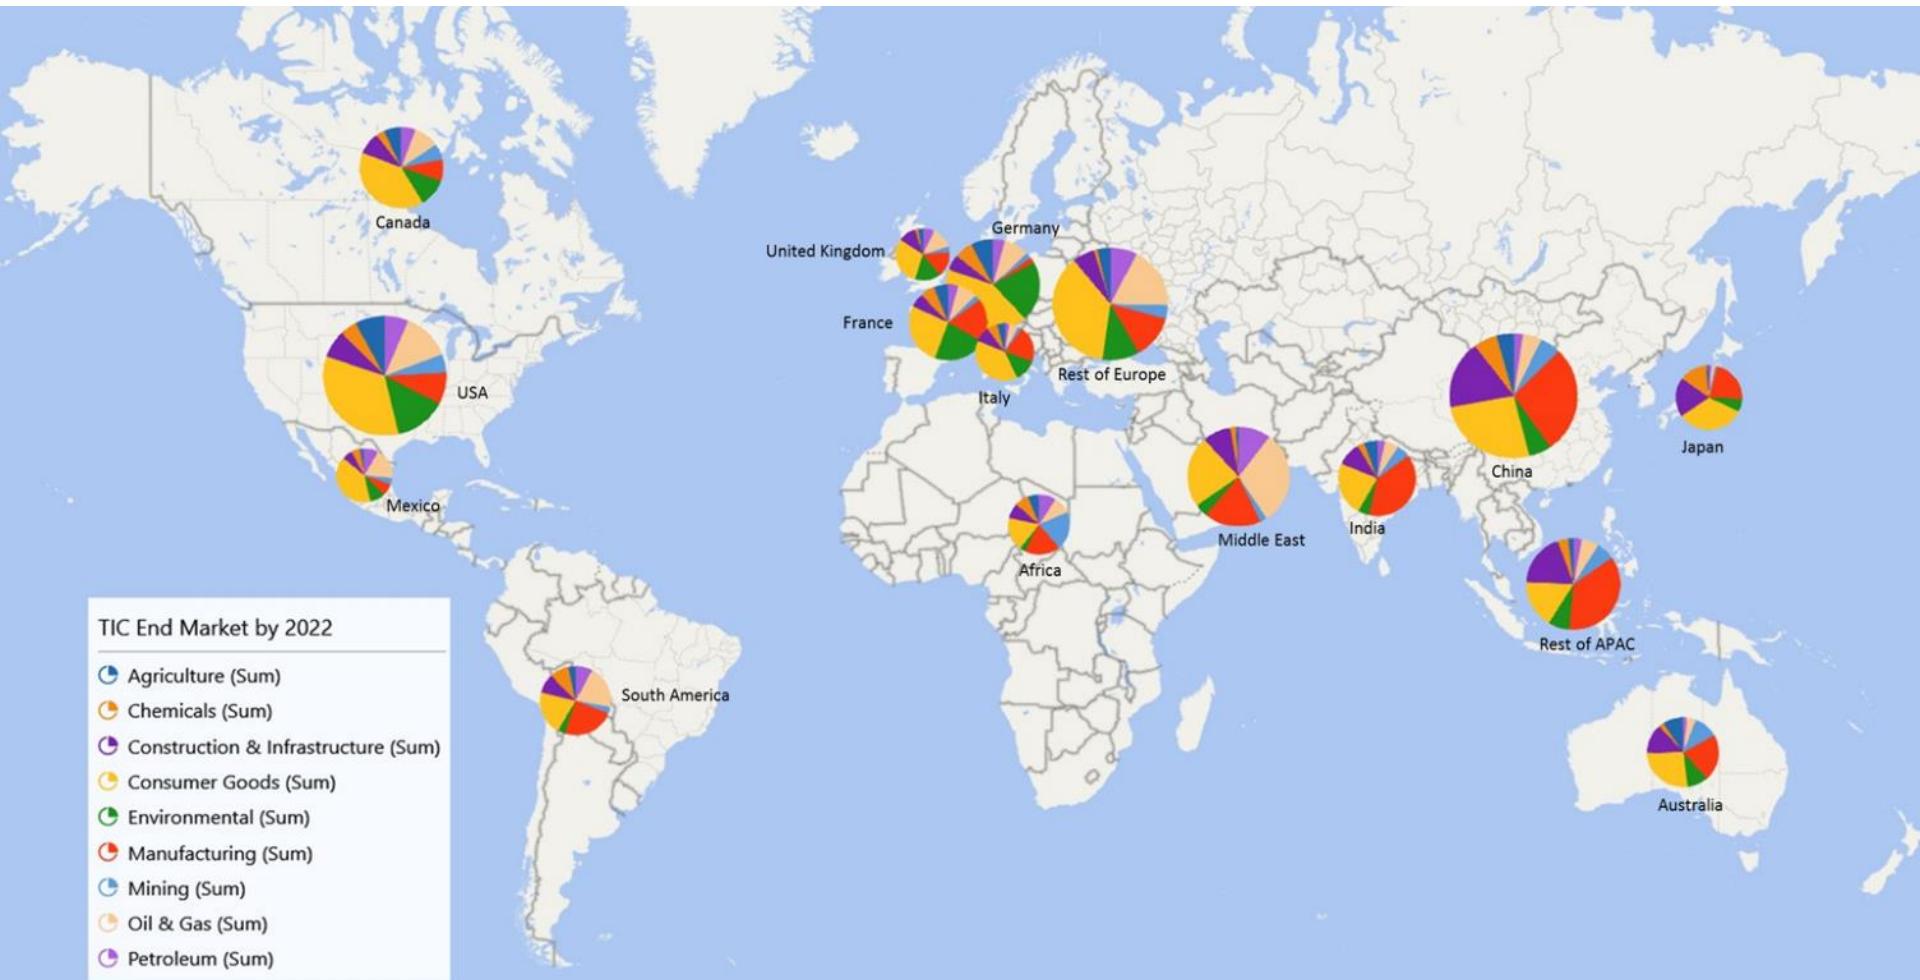 Canada
Germany
United Kingdom
France
Rest of Europe
USA
Italy
Japan
China
Mexico
India
Middle East
Africa
Rest of APAC
South America
Australia
TIC End Market by 2022
Agriculture (Sum)
Chemicals (Sum)
Construction & Infrastructure (Sum)
Consumer Goods (Sum)
Environmental (Sum)
Manufacturing (Sum)
Mining (Sum)
Oil & Gas (Sum)
Petroleum (Sum)